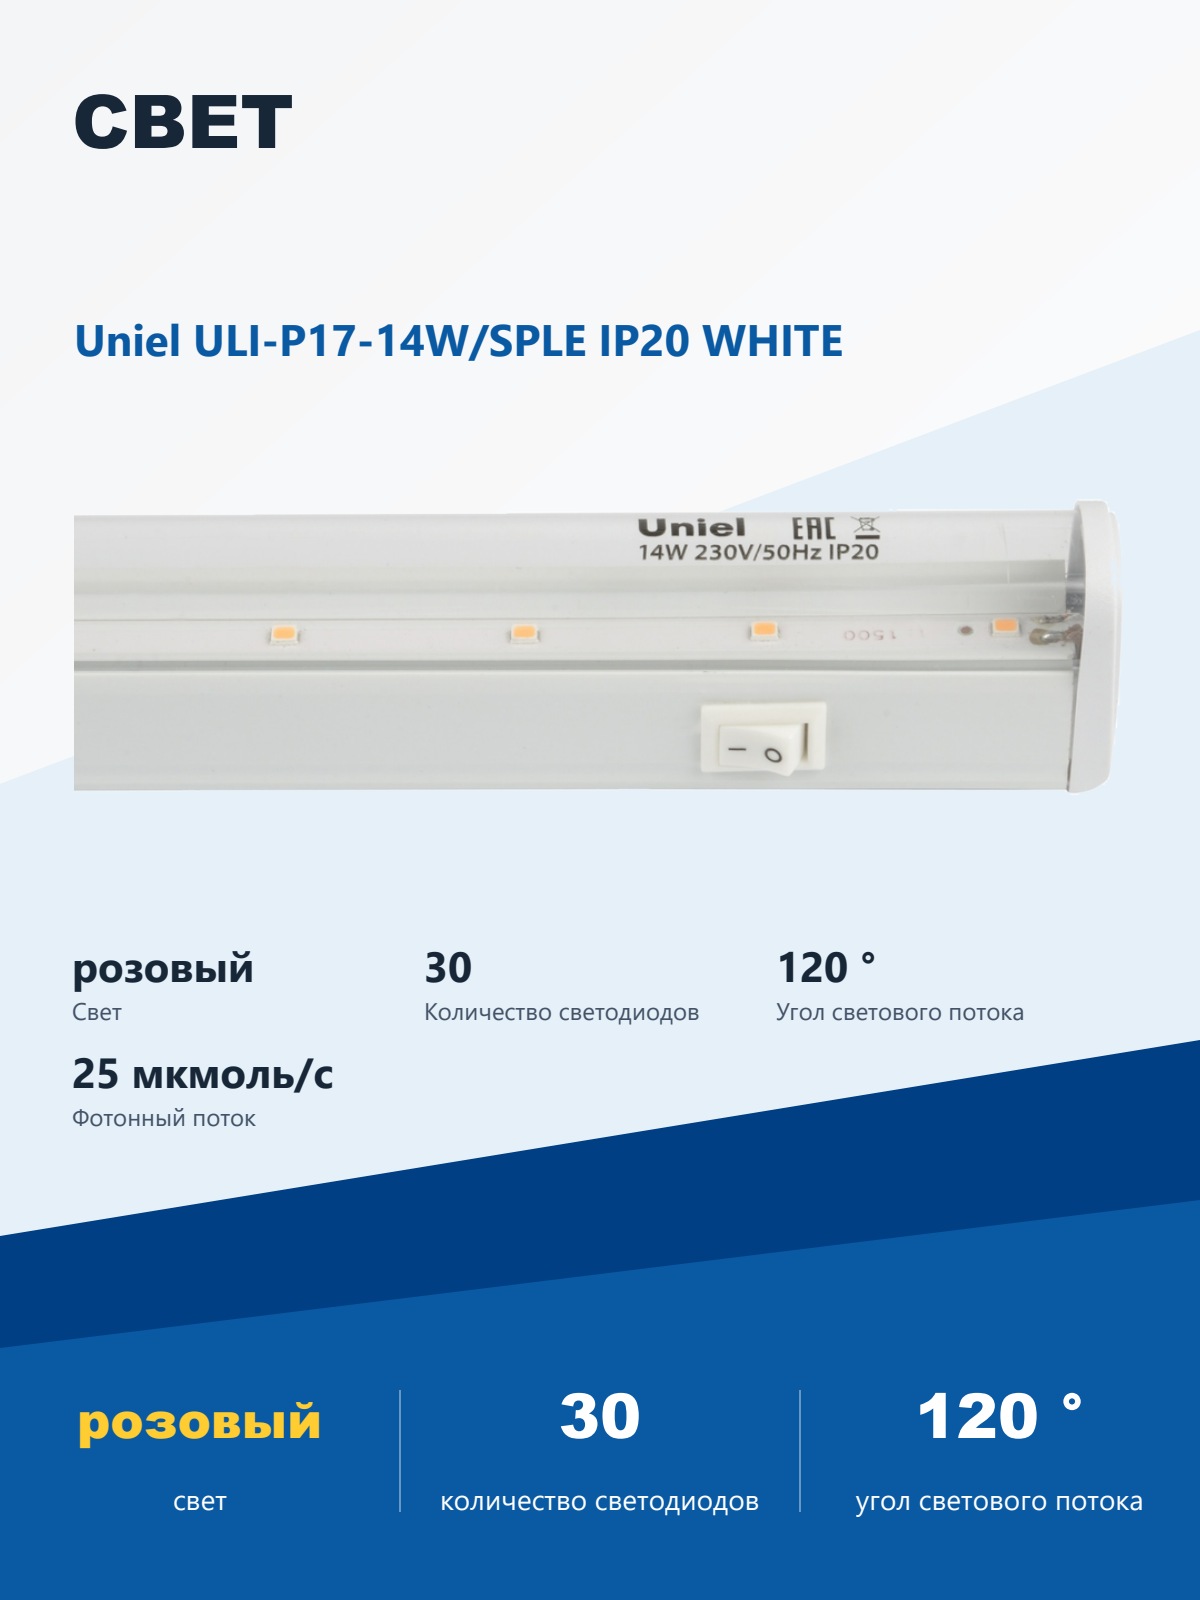 СВЕТ
Uniel ULI-P17-14W/SPLE IP20 WHITE
Uniel EAC
14W 230V/50Hz IP20
1500
I O
розовый
Свет
30
Количество светодиодов
120 °
Угол светового потока
25 мкмоль/с
Фотонный поток
розовый
свет
30
количество светодиодов
120 °
угол светового потока